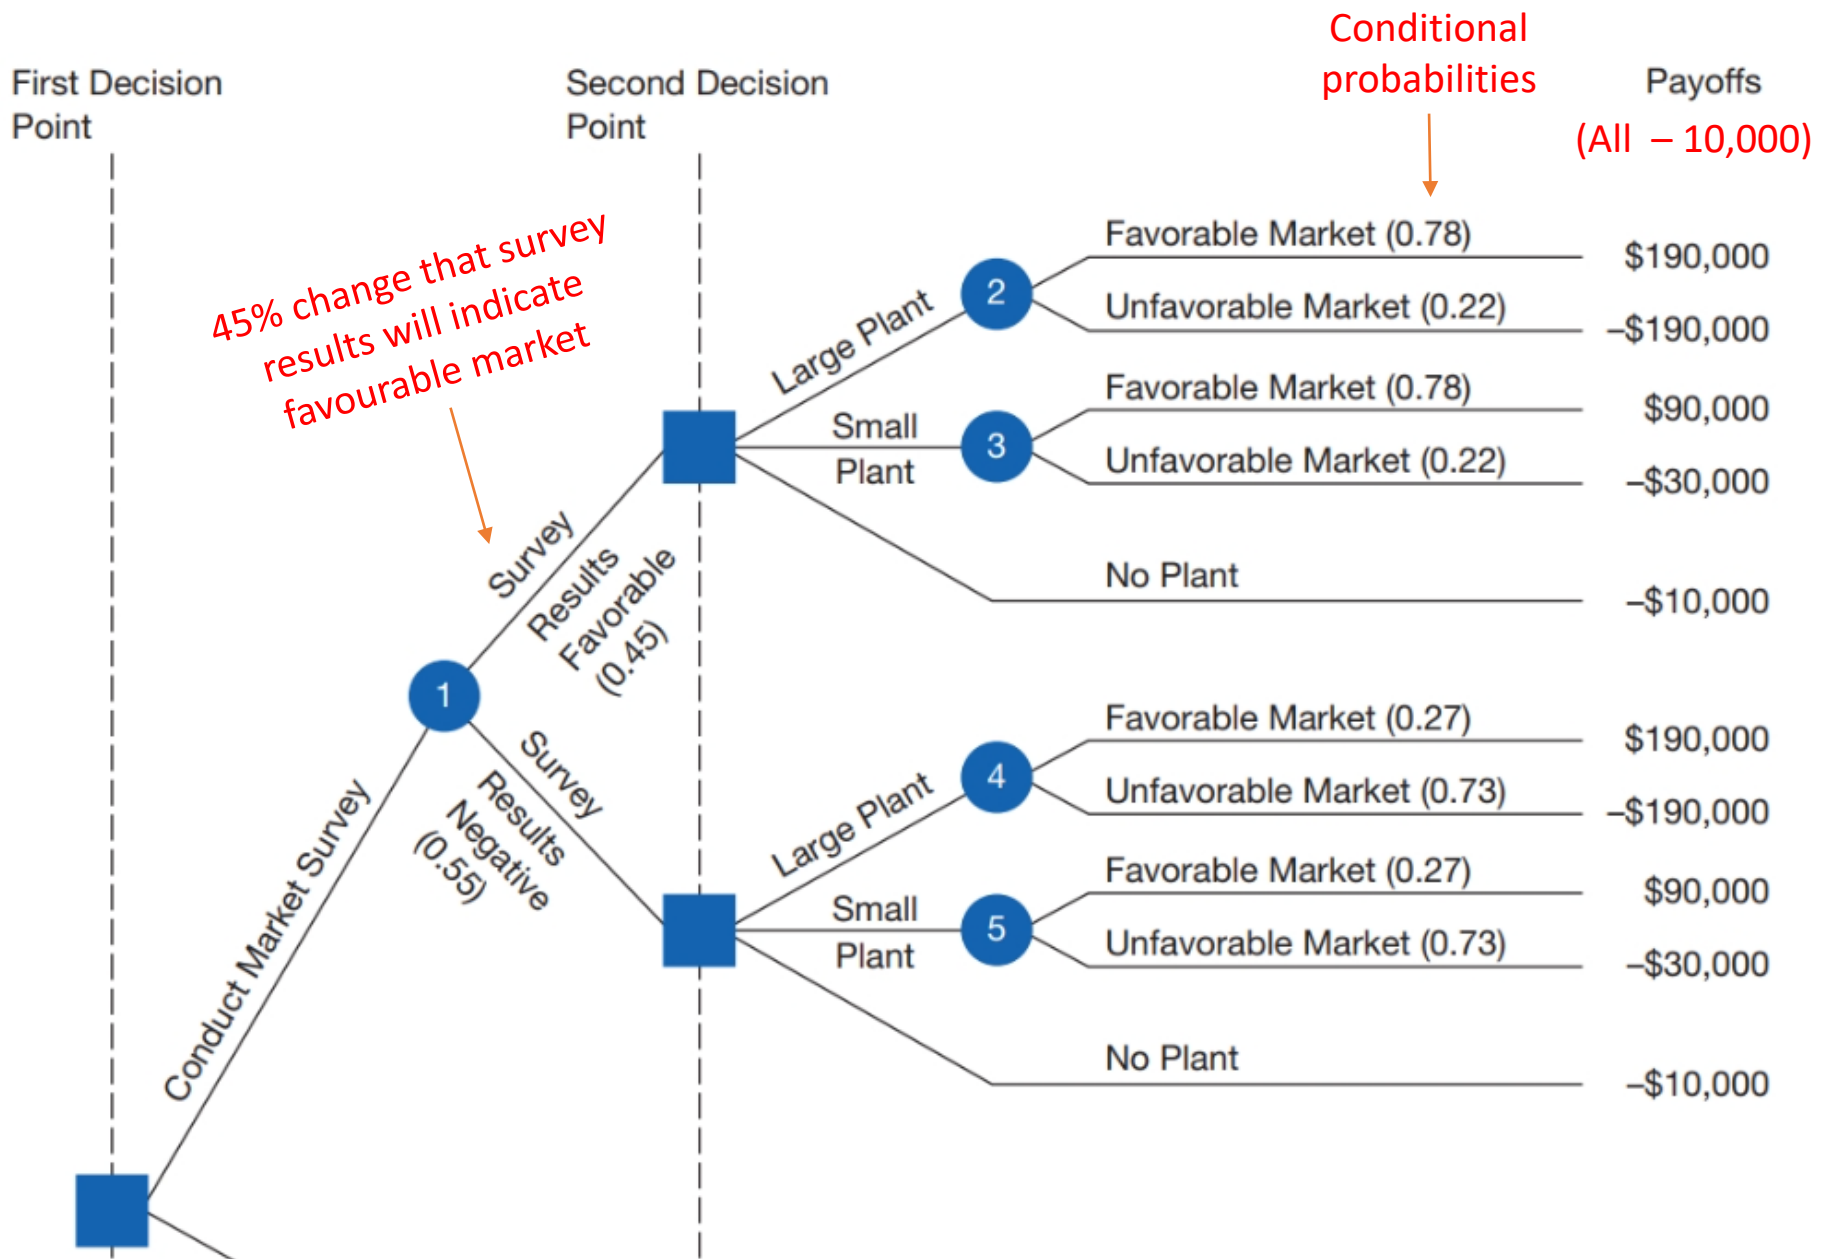 First Decision
Point
Second Decision
Point
Conditional
probabilities
Payoffs
(All – 10,000)
45% change that survey
results will indicate
favourable market
Favorable Market (0.78)
$190,000
Large Plant
2
Unfavorable Market (0.22)
–$190,000
Favorable Market (0.78)
$90,000
Small
Plant
3
Unfavorable Market (0.22)
–$30,000
Survey
Results
Favorable
(0.45)
No Plant
–$10,000
1
Survey
Results
Negative
(0.55)
Favorable Market (0.27)
$190,000
Large Plant
4
Unfavorable Market (0.73)
–$190,000
Favorable Market (0.27)
$90,000
Small
Plant
5
Unfavorable Market (0.73)
–$30,000
Conduct Market Survey
No Plant
–$10,000